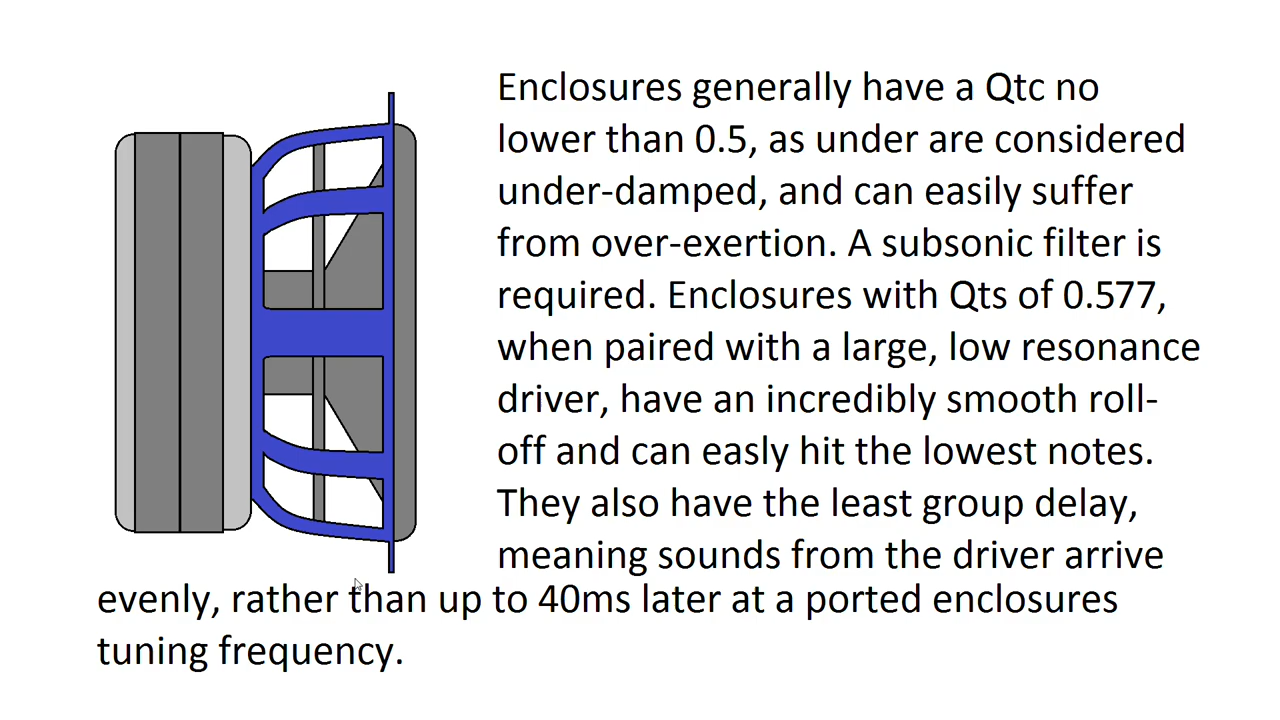 Enclosures generally have a Qtc no
lower than 0.5, as under are considered
under-damped, and can easily suffer
from over-exertion. A subsonic filter is
required. Enclosures with Qts of 0.577,
when paired with a large, low resonance
driver, have an incredibly smooth roll-
off and can easly hit the lowest notes.
They also have the least group delay,
meaning sounds from the driver arrive
evenly, rather than up to 40ms later at a ported enclosures
tuning frequency.